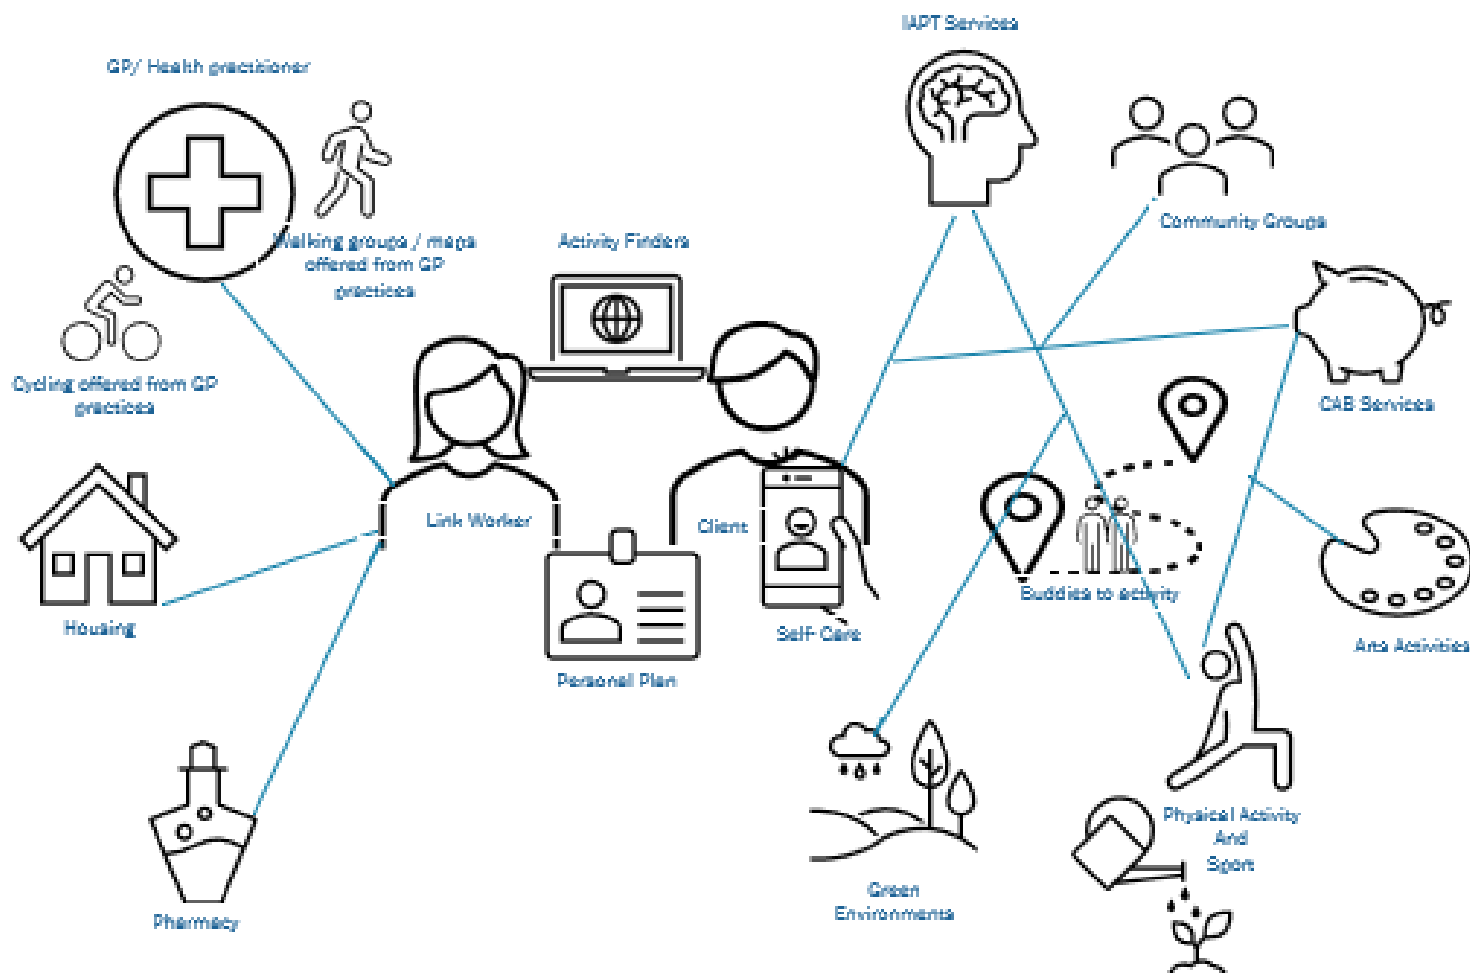 IAPT Services
GP/ Health practitioner
Community Groups
Walking groups / maps
offered from GP
practices
Activity Finders
Cycling offered from GP
practices
CAB Services
Link Worker
Client
Buddies to activity
Housing
Self- Care
Arts Activities
Personal Plan
Physical Activity
And
Sport
Green
Environments
Pharmacy